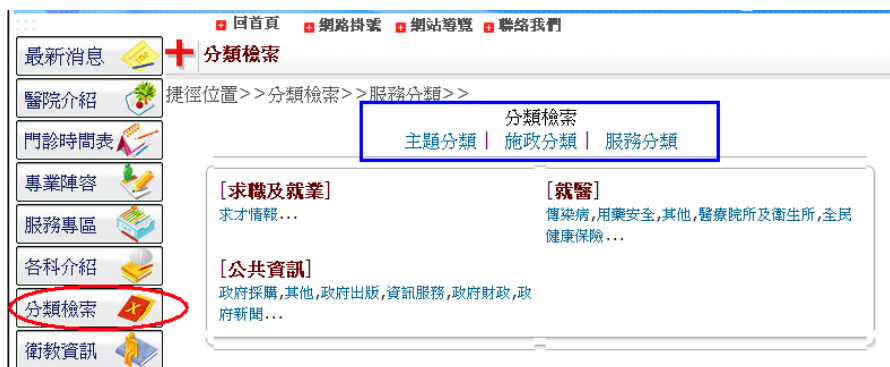 回首頁 網路掛號 網站導覽 聯絡我們
最新消息
分類檢索
醫院介紹
捷徑位置>>分類檢索>>服務分類>>
分類檢索
主題分類| 施政分類| 服務分類
門診時間表
專業陣容
服務專區
各科介紹
分類檢索
衛教資訊
[求職及就業]
求才情報...
[就醫]
傳染病,用藥安全,其他,醫療院所及衛生所,全民
健康保險...
[公共資訊]
政府採購,其他,政府出版,資訊服務,政府財政,政
府新聞...